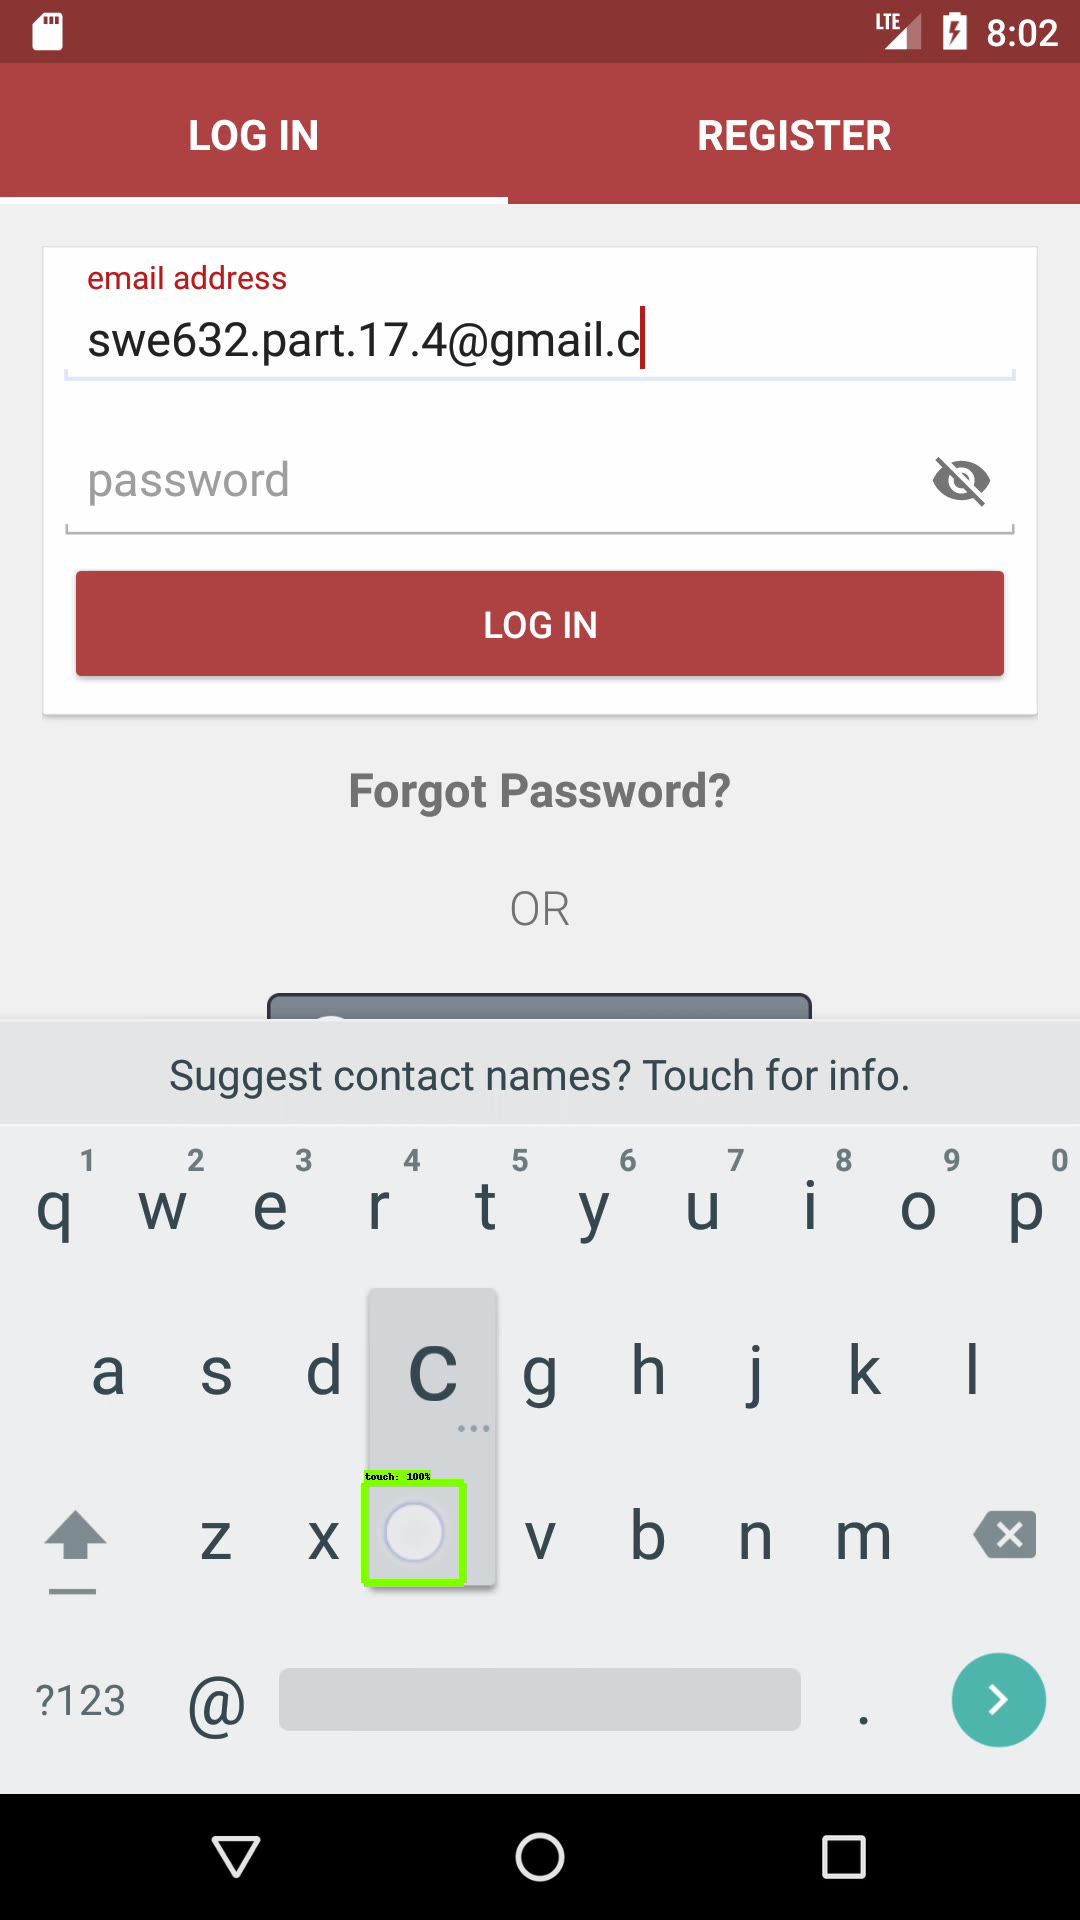 LTE 8:02
LOG IN REGISTER
email address
swe632.part.17.4@gmail.c
password
LOG IN
Forgot Password?
OR
Suggest contact names? Touch for info.
1 2 3 4 5 6 7 8 9 0
q w e r t y u i o p
a s d c g h j k l
...
touch: 100%
z x v b n m
?123 @ .